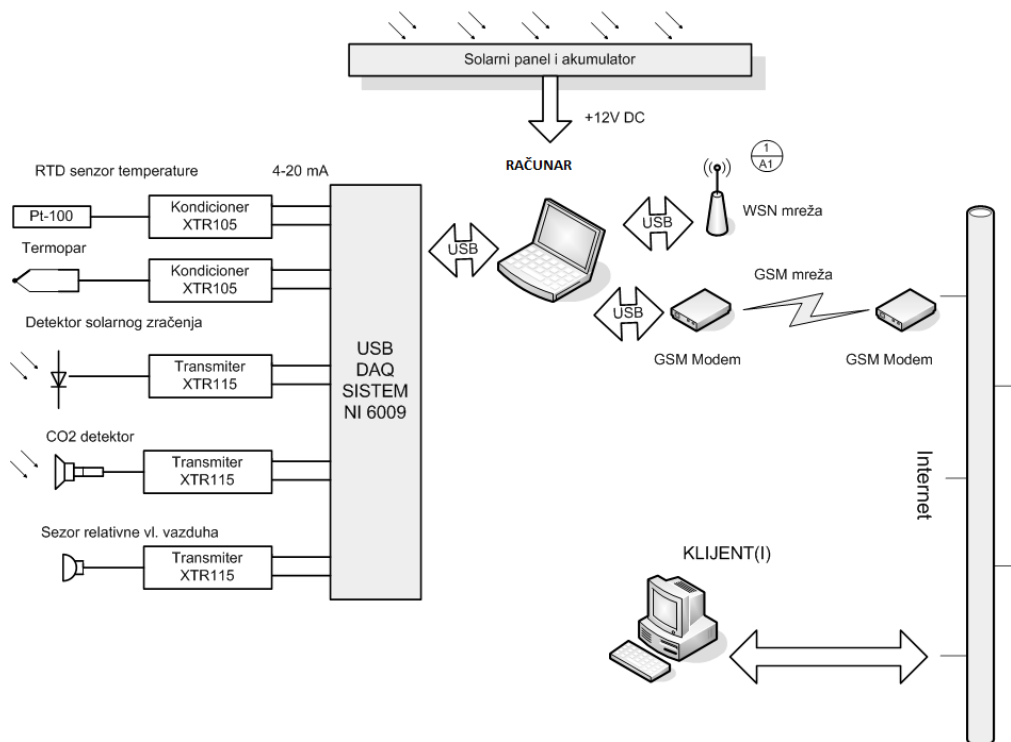 Solarni panel i akumulator
+12V DC
RAČUNAR
1
A1
RTD senzor temperature
4-20 mA
Pt-100
Kondicioner
XTR105
WSN mreža
USB
USB
Termopar
Kondicioner
XTR105
GSM mreža
USB
Detektor solarnog zračenja
GSM Modem
GSM Modem
Transmiter
XTR115
USB
DAQ
SISTEM
NI 6009
CO2 detektor
Transmiter
XTR115
Internet
Sezor relativne vl. vazduha
Transmiter
XTR115
KLIJENT(I)